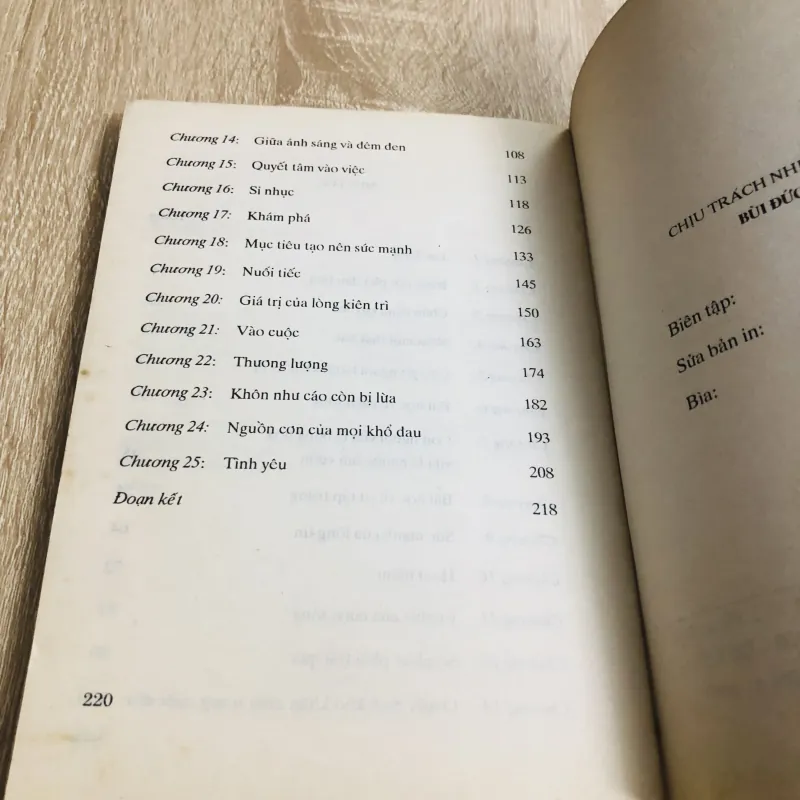 Chương 14: Giữa ánh sáng và đêm đen 108
Chương 15: Quyết tâm vào việc 113
Chương 16: Sỉ nhục 118
Chương 17: Khám phá 126
Chương 18: Mục tiêu tạo nên sức mạnh 133
Chương 19: Nuối tiếc 145
Chương 20: Giá trị của lòng kiên trì 150
Chương 21: Vào cuộc 163
Chương 22: Thương lượng 174
Chương 23: Khôn như cáo còn bị lừa 182
Chương 24: Nguồn cơn của mọi khổ đau 193
Chương 25: Tình yêu 208
Đoạn kết 218
220
CHỊU TRÁCH
BÙI ĐỨC
Biên tập:
Sửa bản in:
Bìa: